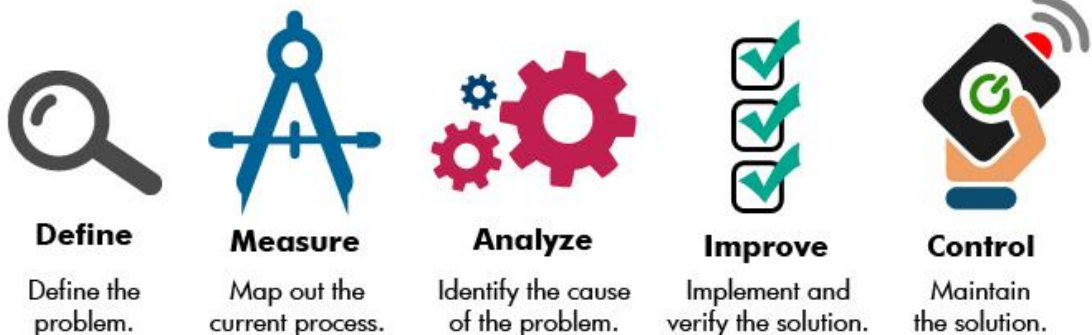 Define
Define the
problem.
Measure
Map out the
current process.
Analyze
Identify the cause
of the problem.
Improve
Implement and
verify the solution.
Control
Maintain
the solution.